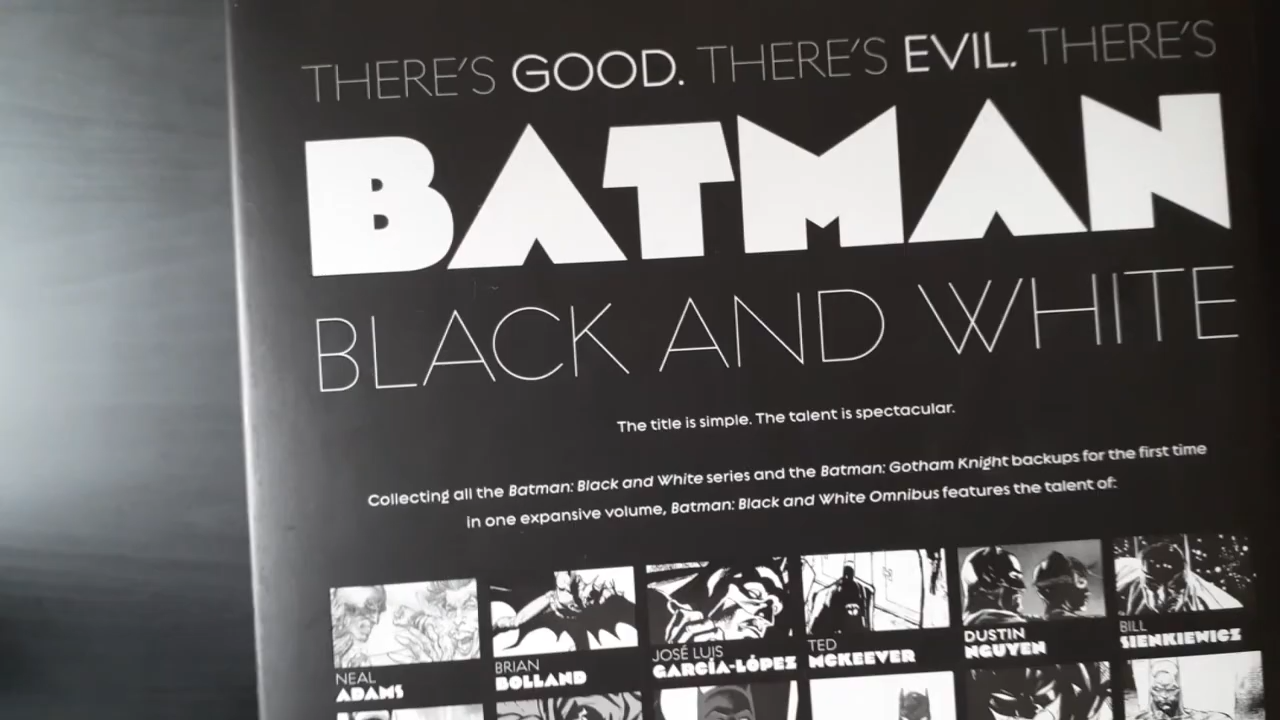 THERE'S GOOD. THERE'S EVIL. THERE'S
BATMAN
BLACK AND WHITE
The title is simple. The talent is spectacular.
Collecting all the Batman: Black and White series and the Batman: Gotham Knight backups for the first time
in one expansive volume, Batman: Black and White Omnibus features the talent of:
NEAL
ADAMS
BRIAN
BOLLAND
JOSÉ LUIS
GARCÍA-LÓPEZ
TED
MCKEEVER
DUSTIN
NGUYEN
BILL
SIENKIEWICZ